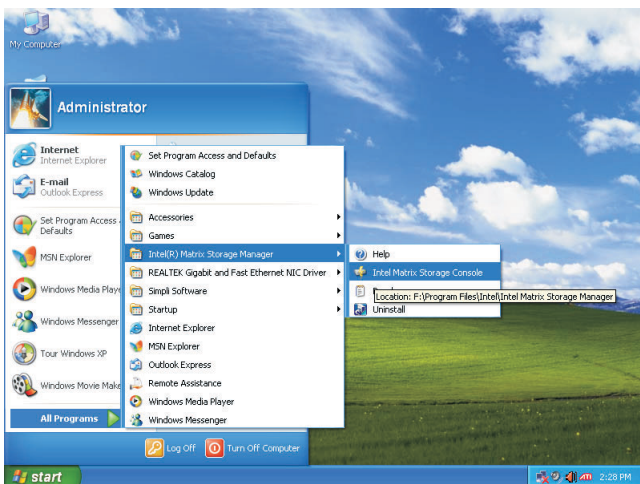 My Computer
Administrator
Internet
Internet Explorer
E-mail
Outlook Express
Set Program Access
Defaults
MSN Explorer
Windows Media Playe
Windows Messenger
Tour Windows XP
Windows Movie Make
All Programs
Set Program Access and Defaults
Windows Catalog
Windows Update
Accessories
Games
Intel(R) Matrix Storage Manager
REALTEK Gigabit and Fast Ethernet NIC Driver
Simpli Software
Startup
Internet Explorer
MSN Explorer
Outlook Express
Remote Assistance
Windows Media Player
Windows Messenger
Help
Intel Matrix Storage Console
Location: F:\Program Files\Intel\Intel Matrix Storage Manager
Uninstall
Log Off
Turn Off Computer
start
ATI
2:28 PM